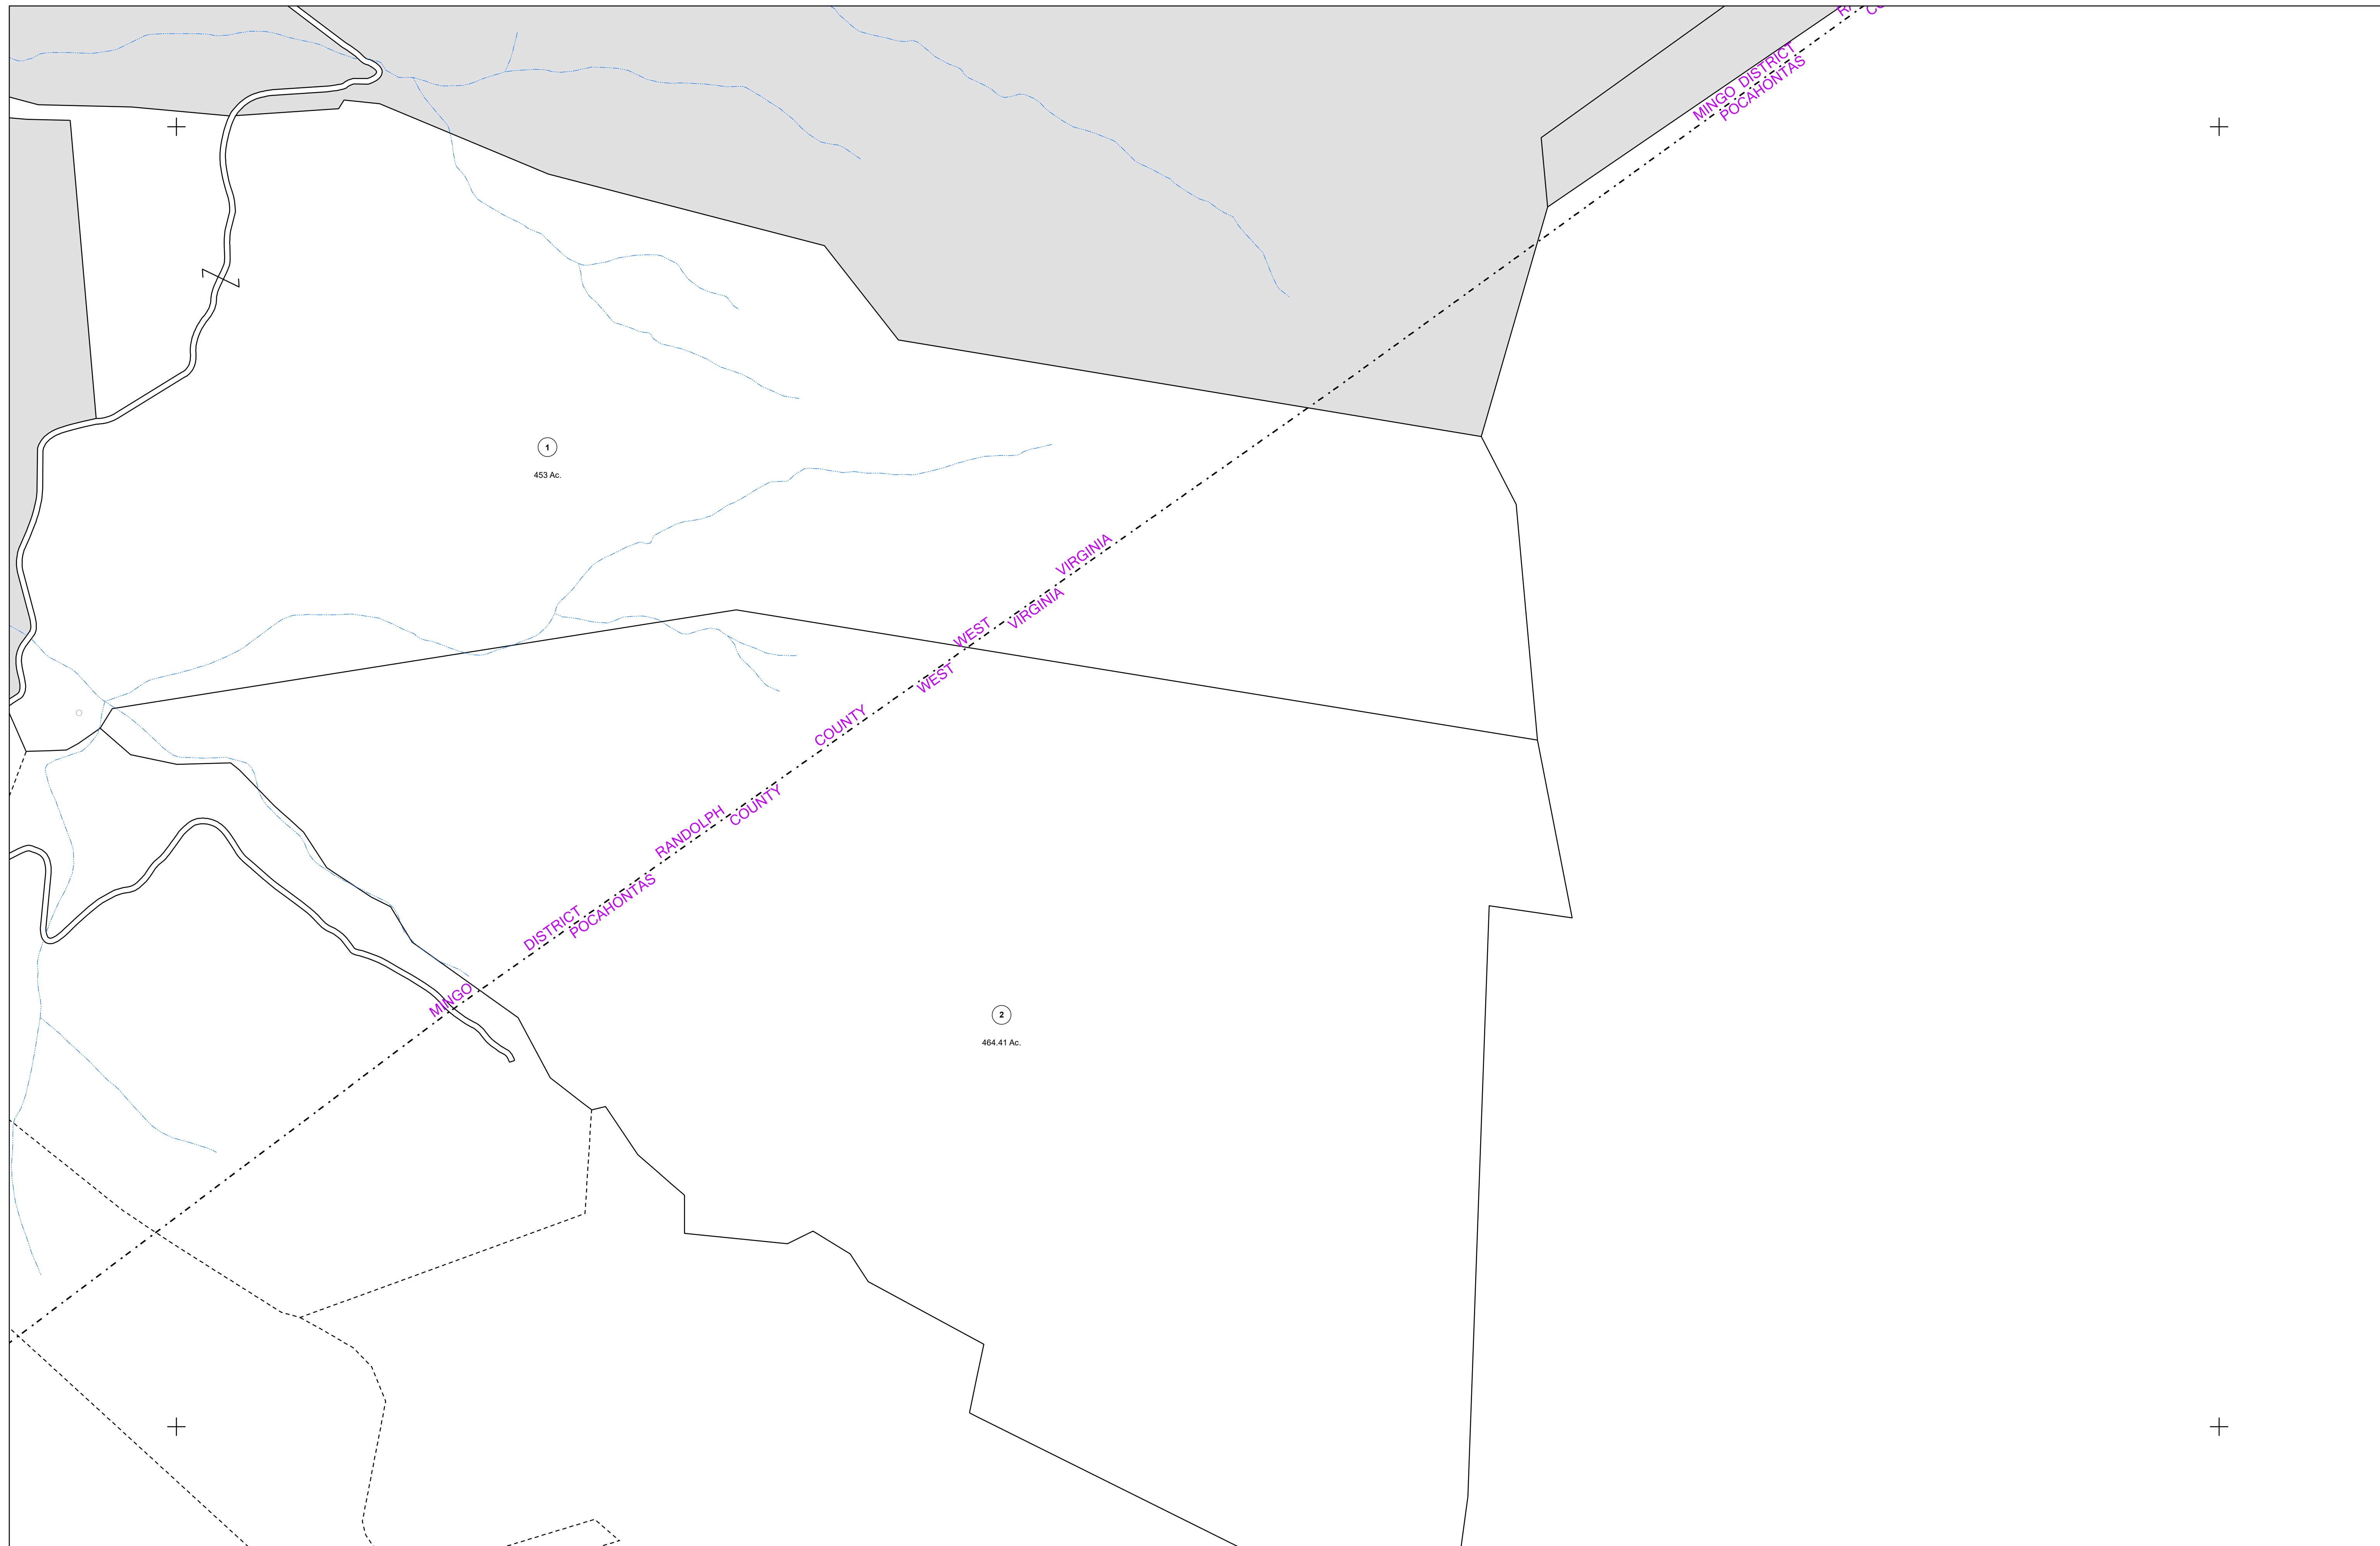 MINGO DISTRICT
POCAHONTAS
1
453 Ac.
MINGO DISTRICT RANDOLPH COUNTY WEST VIRGINIA
POCAHONTAS COUNTY WEST VIRGINIA
2
464.41 Ac.